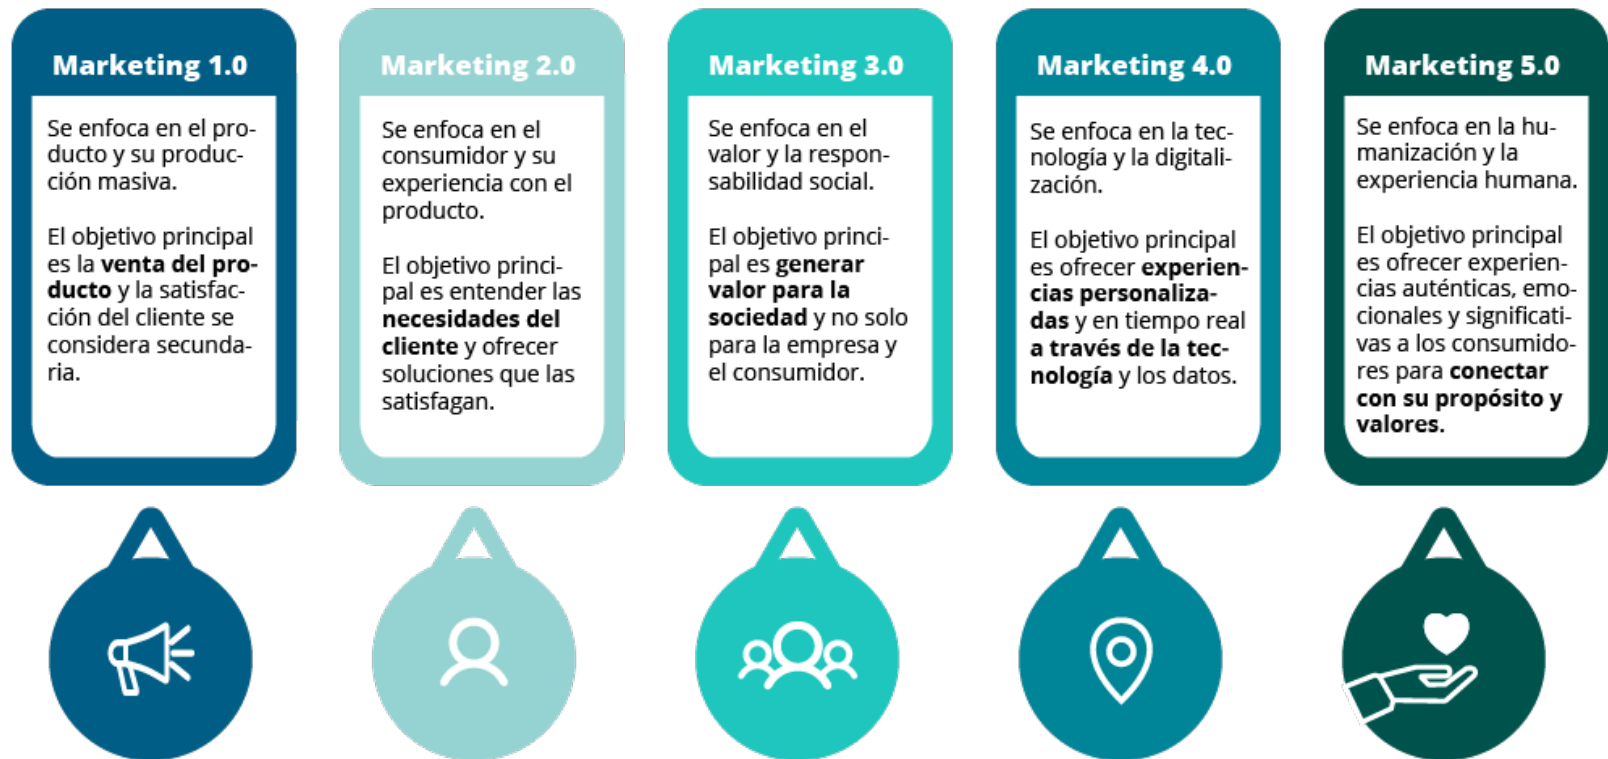 Marketing 1.0
Se enfoca en el pro-
ducto y su produc-
ción masiva.
El objetivo principal
es la venta del pro-
ducto y la satisfac-
ción del cliente se
considera secunda-
ria.
Marketing 2.0
Se enfoca en el
consumidor y su
experiencia con el
producto.
El objetivo princi-
pal es entender las
necesidades del
cliente y ofrecer
soluciones que las
satisfagan.
Marketing 3.0
Se enfoca en el
valor y la respon-
sabilidad social.
El objetivo princi-
pal es generar
valor para la
sociedad y no solo
para la empresa y
el consumidor.
Marketing 4.0
Se enfoca en la tec-
nología y la digitali-
zación.
El objetivo principal
es ofrecer experien-
cias personaliza-
das y en tiempo real
a través de la tec-
nología y los datos.
Marketing 5.0
Se enfoca en la hu-
manización y la
experiencia humana.
El objetivo principal
es ofrecer experien-
cias auténticas, emo-
cionales y significati-
vas a los consumido-
res para conectar
con su propósito y
valores.